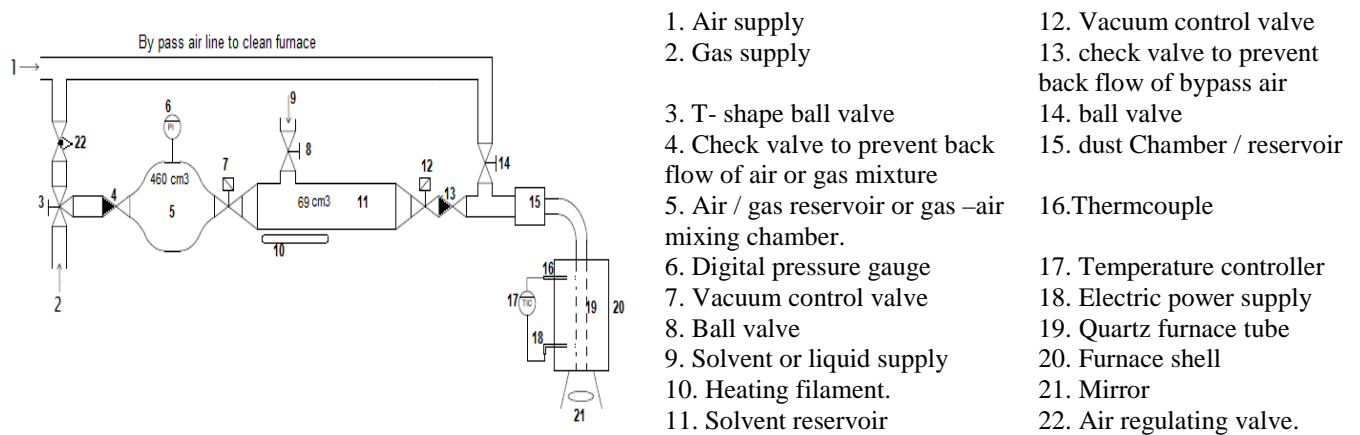 By pass air line to clean furnace
1
9
6
PI
22
7
8
12
14
460 cm3
3
4
5
69 cm3
11
13
15
10
2
16
17
TIC
19
20
18
21
1. Air supply
2. Gas supply
3. T- shape ball valve
4. Check valve to prevent back
flow of air or gas mixture
5. Air / gas reservoir or gas –air
mixing chamber.
6. Digital pressure gauge
7. Vacuum control valve
8. Ball valve
9. Solvent or liquid supply
10. Heating filament.
11. Solvent reservoir
12. Vacuum control valve
13. check valve to prevent
back flow of bypass air
14. ball valve
15. dust Chamber / reservoir
16.Thermcouple
17. Temperature controller
18. Electric power supply
19. Quartz furnace tube
20. Furnace shell
21. Mirror
22. Air regulating valve.